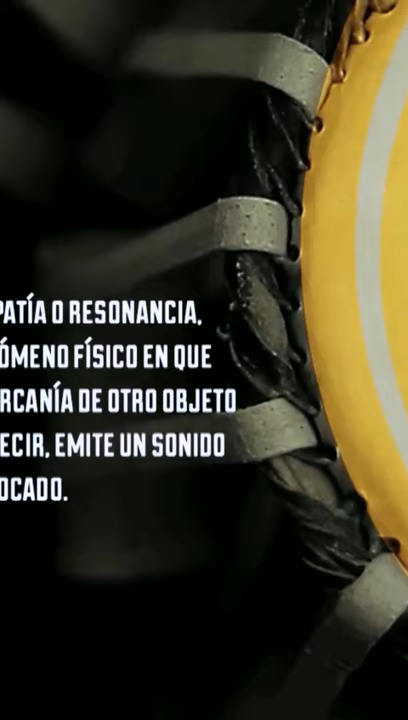 PATÍA O RESONANCIA,
ÓMENO FÍSICO EN QUE
RCANÍA DE OTRO OBJETO
ECIR, EMITE UN SONIDO
OCADO.